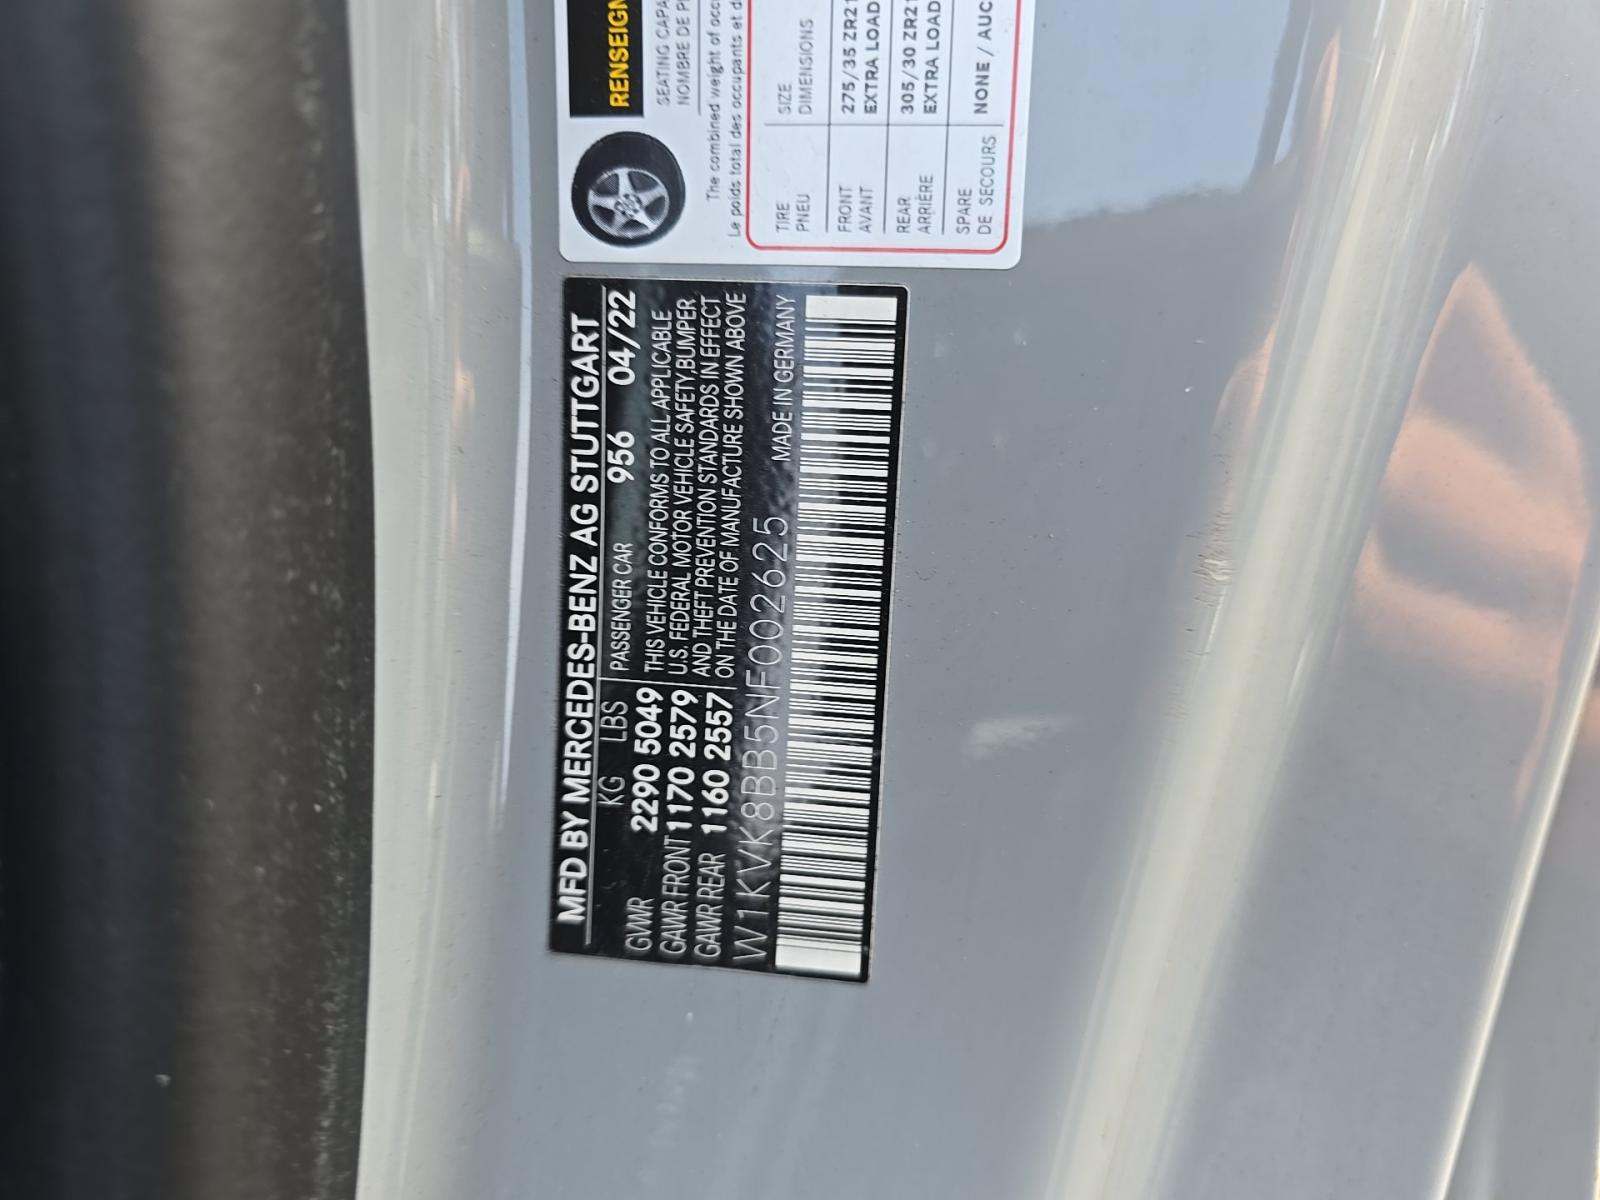 MFD BY MERCEDES-BENZ AG STUTTGART
KG LBS PASSENGER CAR 956 04/22
GVWR 2290 5049
GAWR FRONT 1170 2579
GAWR REAR 1160 2557
THIS VEHICLE CONFORMS TO ALL APPLICABLE
U.S. FEDERAL MOTOR VEHICLE SAFETY,BUMPER
AND THEFT PREVENTION STANDARDS IN EFFECT
ON THE DATE OF MANUFACTURE SHOWN ABOVE
W1KVK8BB5NF002625 MADE IN GERMANY
RENSEIGN
SEATING CAPA
NOMBRE DE P
The combined weight of occ
Le poids total des occupants et d
TIRE SIZE
PNEU DIMENSIONS
FRONT 275/35 ZR21
AVANT EXTRA LOAD
REAR 305/30 ZR21
ARRIÈRE EXTRA LOAD
SPARE
DE SECOURS NONE / AUC